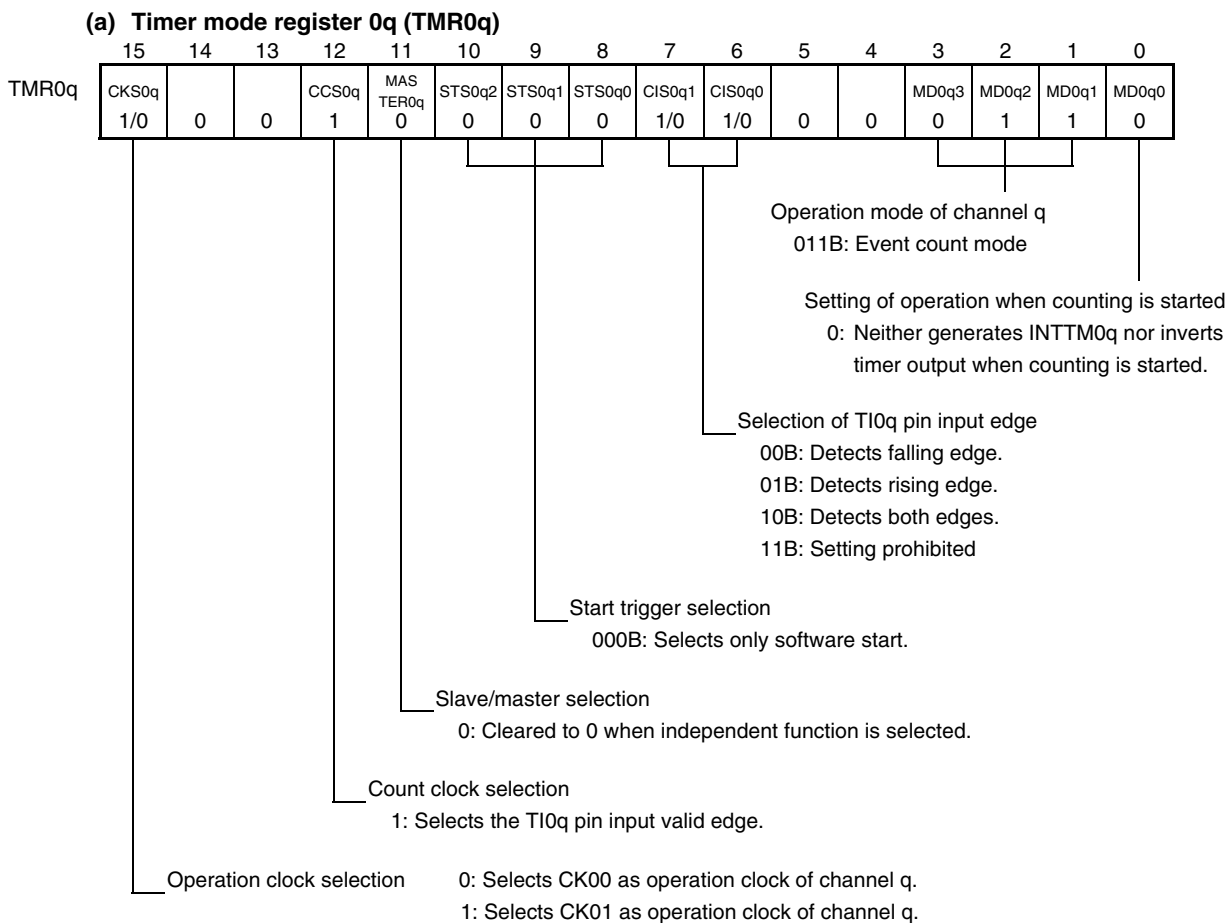 (a) Timer mode register 0q (TMR0q)
15 14 13 12 11 10 9 8 7 6 5 4 3 2 1 0
TMR0q CKS0q CCS0q MAS TER0q STS0q2 STS0q1 STS0q0 CIS0q1 CIS0q0 MD0q3 MD0q2 MD0q1 MD0q0
1/0 0 0 1 0 0 0 0 1/0 1/0 0 0 0 1 1 0
Operation mode of channel q
011B: Event count mode
Setting of operation when counting is started
0: Neither generates INTTM0q nor inverts
timer output when counting is started.
Selection of TI0q pin input edge
00B: Detects falling edge.
01B: Detects rising edge.
10B: Detects both edges.
11B: Setting prohibited
Start trigger selection
000B: Selects only software start.
Slave/master selection
0: Cleared to 0 when independent function is selected.
Count clock selection
1: Selects the TI0q pin input valid edge.
Operation clock selection 0: Selects CK00 as operation clock of channel q.
1: Selects CK01 as operation clock of channel q.